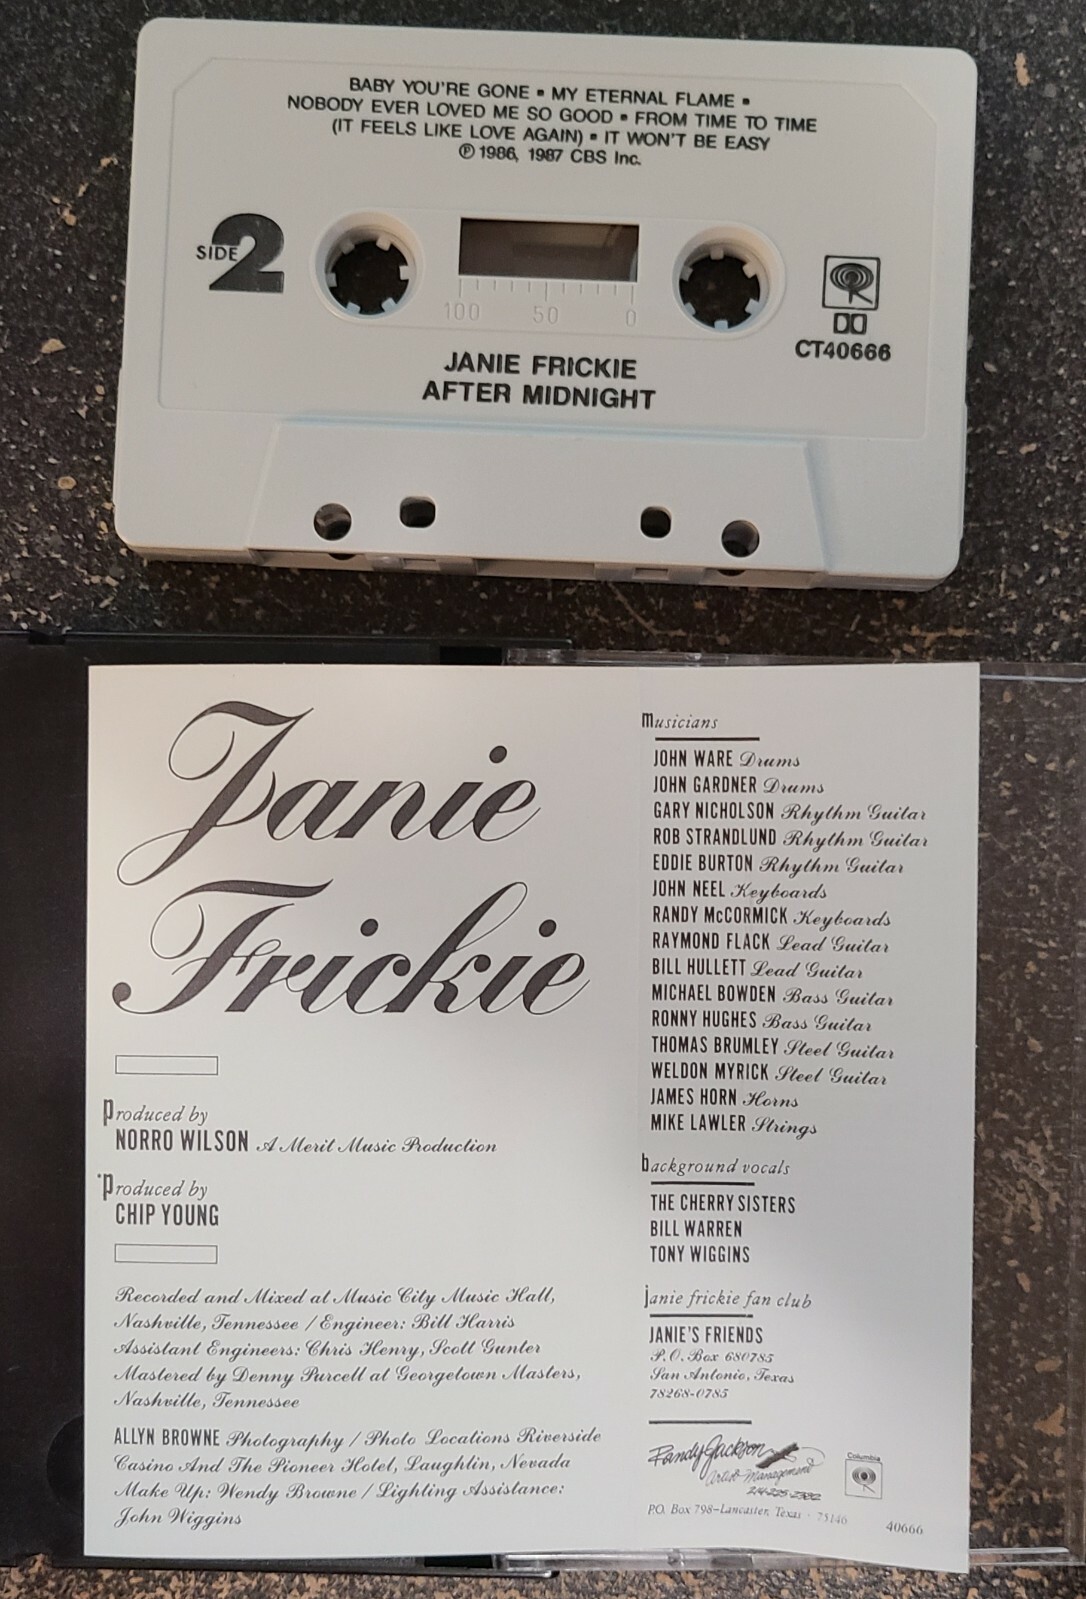 BABY YOU'RE GONE ▪ MY ETERNAL FLAME ▪
NOBODY EVER LOVED ME SO GOOD ▪ FROM TIME TO TIME
(IT FEELS LIKE LOVE AGAIN) ▪ IT WON'T BE EASY
Ⓟ 1986, 1987 CBS Inc.
SIDE 2
100 50 0
CT40666
JANIE FRICKIE
AFTER MIDNIGHT
Janie
Frickie
produced by
NORRO WILSON A Merit Music Production
produced by
CHIP YOUNG
Recorded and Mixed at Music City Music Hall,
Nashville, Tennessee / Engineer: Bill Harris
Assistant Engineers: Chris Henry, Scott Gunter
Mastered by Denny Purcell at Georgetown Masters,
Nashville, Tennessee
ALLYN BROWNE Photography / Photo Locations Riverside
Casino And The Pioneer Hotel, Laughlin, Nevada
Make Up: Wendy Browne / Lighting Assistance:
John Wiggins
musicians
JOHN WARE Drums
JOHN GARDNER Drums
GARY NICHOLSON Rhythm Guitar
ROB STRANDLUND Rhythm Guitar
EDDIE BURTON Rhythm Guitar
JOHN NEEL Keyboards
RANDY McCORMICK Keyboards
RAYMOND FLACK Lead Guitar
BILL HULLETT Lead Guitar
MICHAEL BOWDEN Bass Guitar
RONNY HUGHES Bass Guitar
THOMAS BRUMLEY Steel Guitar
WELDON MYRICK Steel Guitar
JAMES HORN Horns
MIKE LAWLER Strings
background vocals
THE CHERRY SISTERS
BILL WARREN
TONY WIGGINS
janie frickie fan club
JANIE'S FRIENDS
P.O. Box 680785
San Antonio, Texas
78268-0785
Randy Jackson
Artist Management
P.O. Box 798–Lancaster, Texas · 75146
Columbia
40666